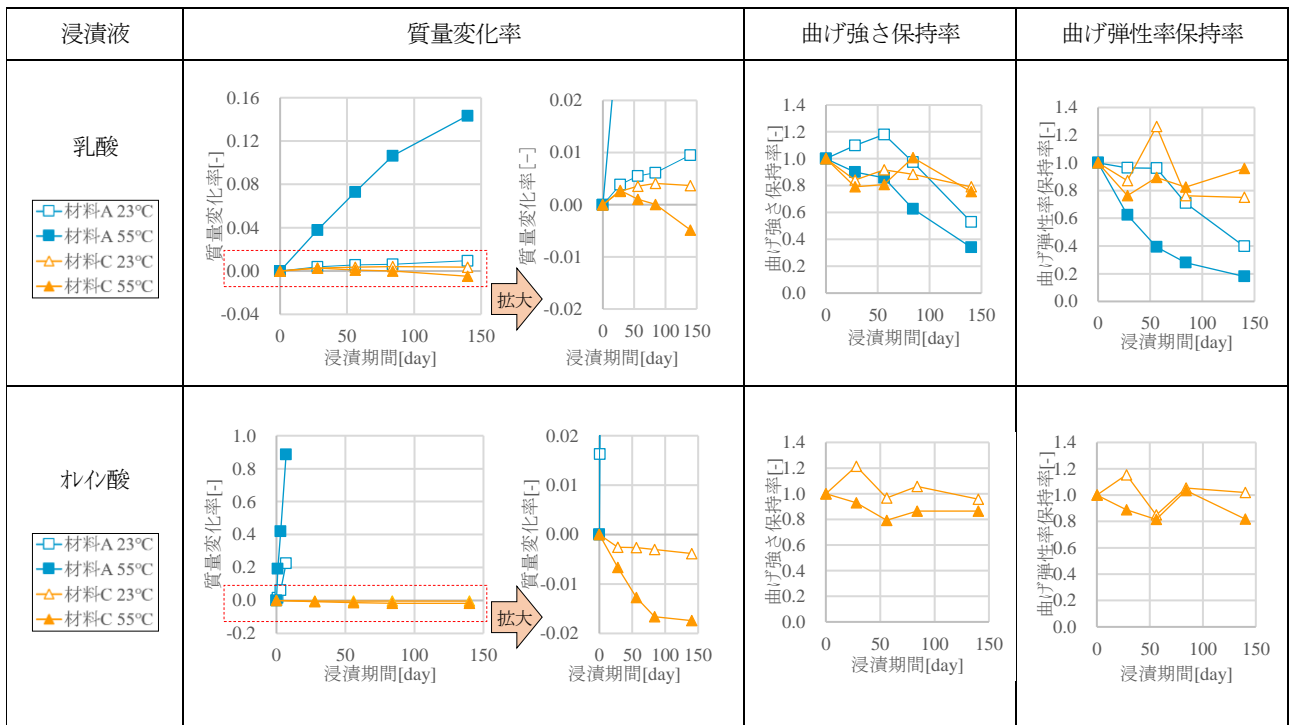 浸漬液
質量変化率
曲げ強さ保持率
曲げ弾性率保持率
乳酸
材料A 23℃
材料A 55℃
材料C 23℃
材料C 55℃
質量変化率[-]
0.16
0.12
0.08
0.04
0.00
-0.04
0 50 100 150
浸漬期間[day]
拡大
質量変化率[-]
0.02
0.01
0.00
-0.01
-0.02
0 50 100 150
浸漬期間[day]
曲げ強さ保持率[-]
1.4
1.2
1.0
0.8
0.6
0.4
0.2
0.0
0 50 100 150
浸漬期間[day]
曲げ弾性率保持率[-]
1.4
1.2
1.0
0.8
0.6
0.4
0.2
0.0
0 50 100 150
浸漬期間[day]
オレイン酸
材料A 23℃
材料A 55℃
材料C 23℃
材料C 55℃
質量変化率[-]
1.0
0.8
0.6
0.4
0.2
0.0
-0.2
0 50 100 150
浸漬期間[day]
拡大
質量変化率[-]
0.02
0.01
0.00
-0.01
-0.02
0 50 100 150
浸漬期間[day]
曲げ強さ保持率[-]
1.4
1.2
1.0
0.8
0.6
0.4
0.2
0.0
0 50 100 150
浸漬期間[day]
曲げ弾性率保持率[-]
1.4
1.2
1.0
0.8
0.6
0.4
0.2
0.0
0 50 100 150
浸漬期間[day]